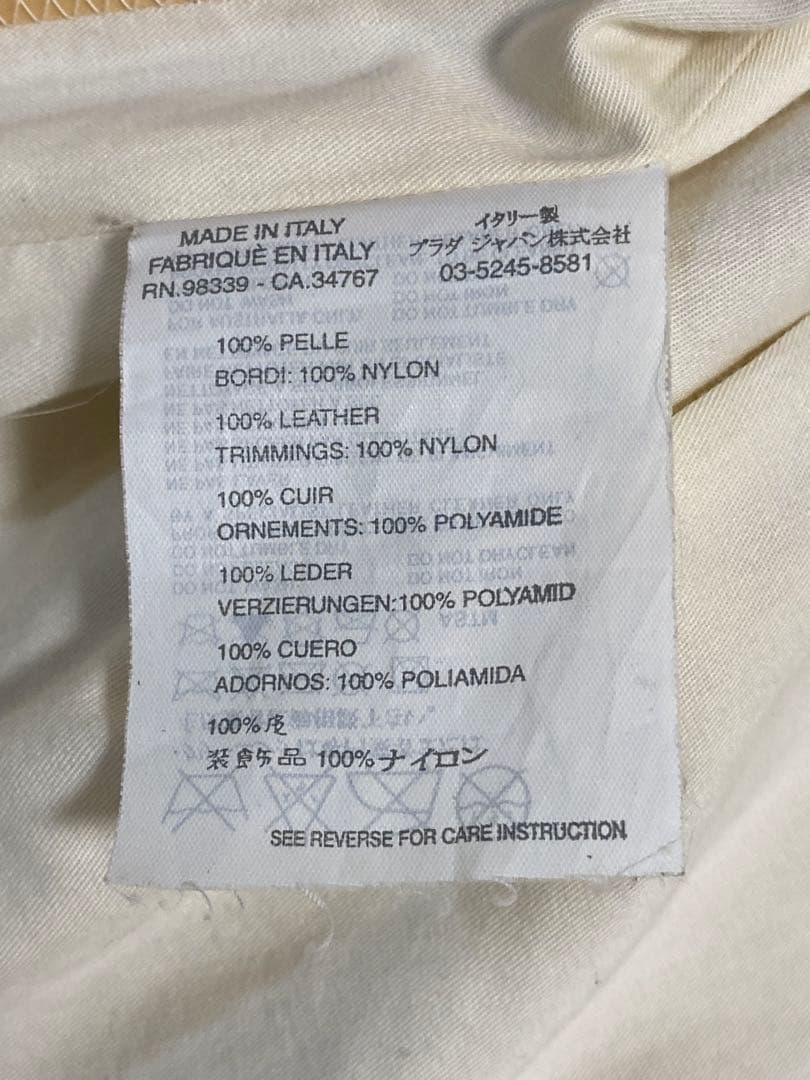 MADE IN ITALY
FABRIQUÈ EN ITALY
RN.98339 - CA.34767
イタリー製
プラダ ジャパン株式会社
03-5245-8581
100% PELLE
BORDI: 100% NYLON
100% LEATHER
TRIMMINGS: 100% NYLON
100% CUIR
ORNEMENTS: 100% POLYAMIDE
100% LEDER
VERZIERUNGEN:100% POLYAMID
100% CUERO
ADORNOS: 100% POLIAMIDA
100%皮
装飾品 100%ナイロン
SEE REVERSE FOR CARE INSTRUCTION